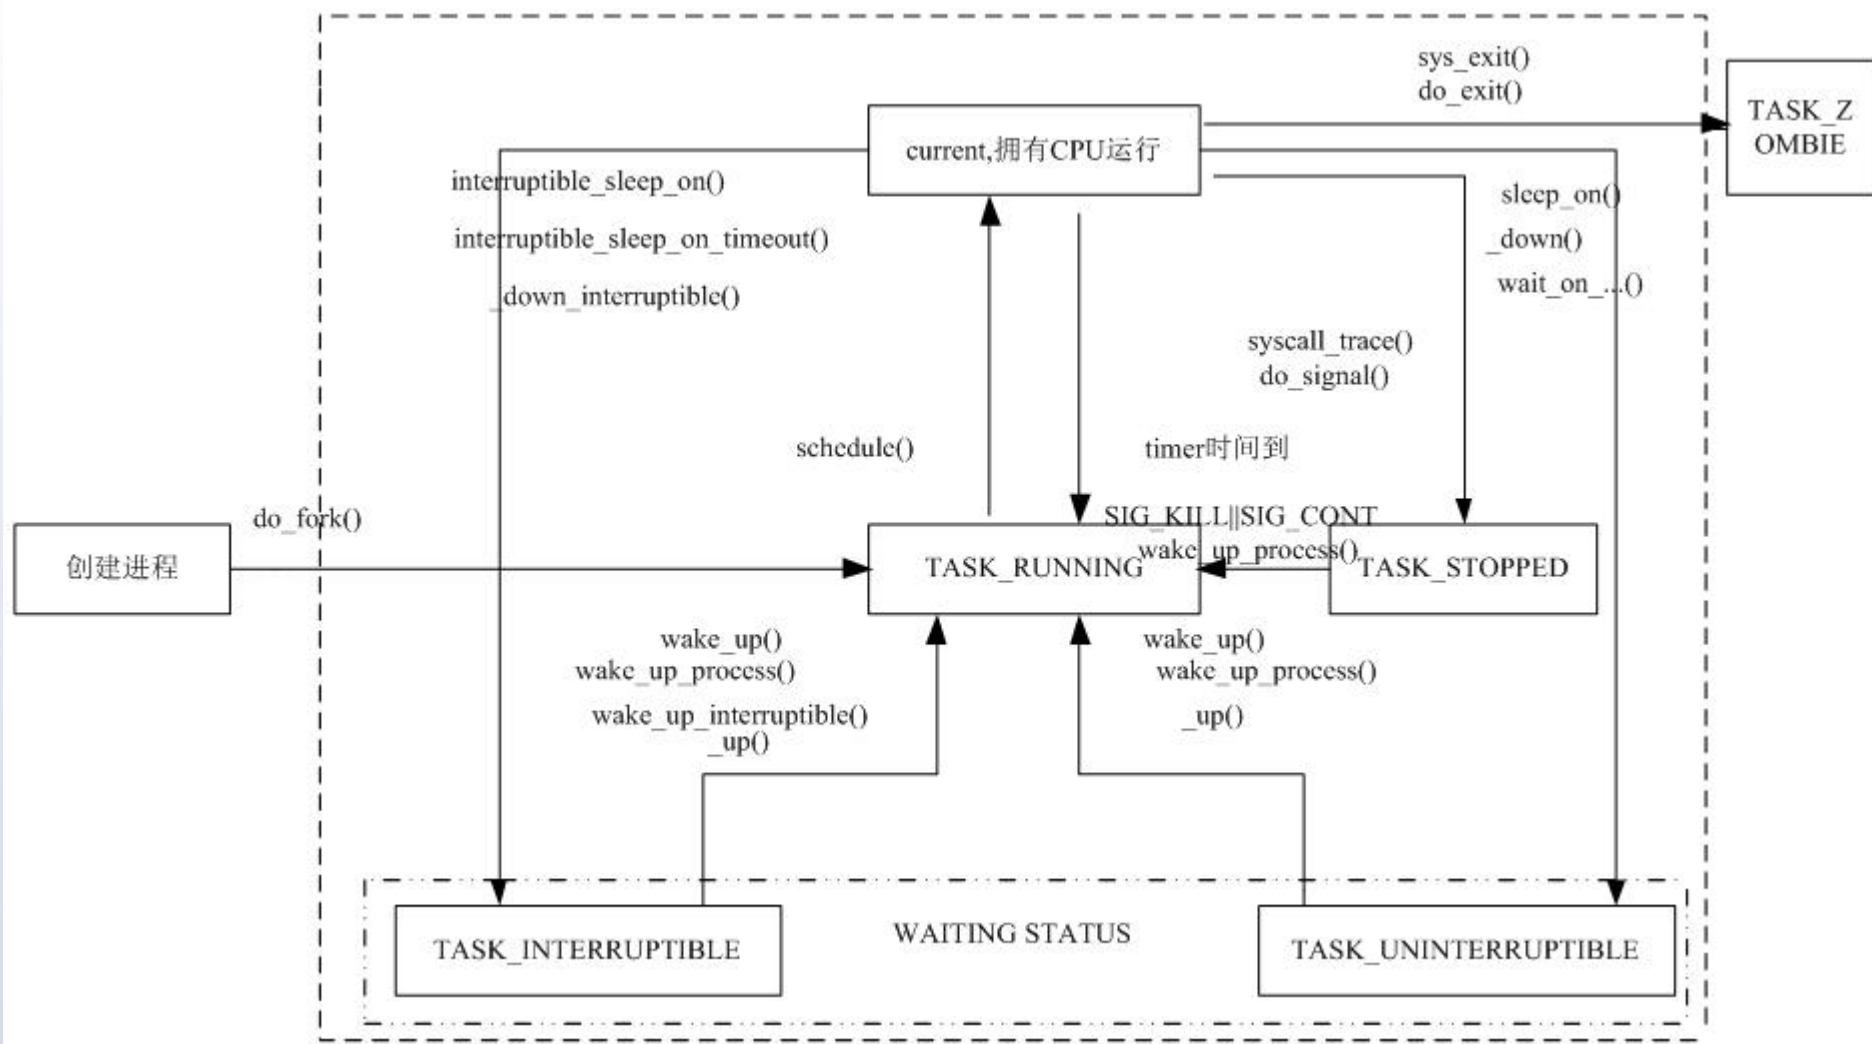 sys_exit()
do_exit()
TASK_Z
OMBIE
current,拥有CPU运行
interruptible_sleep_on()
interruptible_sleep_on_timeout()
_down_interruptible()
sleep_on()
_down()
wait_on_...()
syscall_trace()
do_signal()
schedule()
timer时间到
do_fork()
SIG_KILL||SIG_CONT
wake_up_process()
创建进程
TASK_RUNNING
TASK_STOPPED
wake_up()
wake_up_process()
wake_up_interruptible()
_up()
wake_up()
wake_up_process()
_up()
WAITING STATUS
TASK_INTERRUPTIBLE
TASK_UNINTERRUPTIBLE